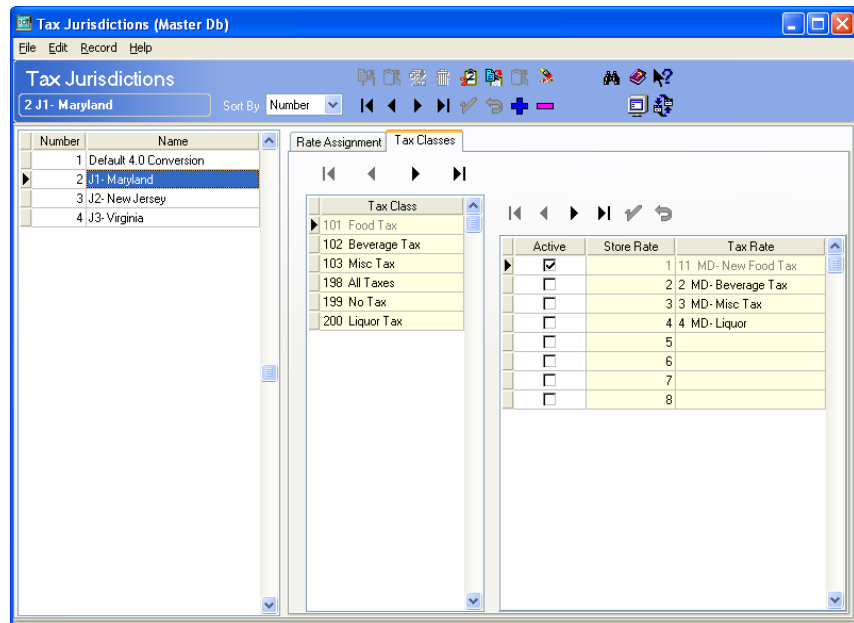 Tax Jurisdictions (Master Db)
File Edit Record Help
Tax Jurisdictions
2 J1- Maryland Sort By Number
Number Name
1 Default 4.0 Conversion
2 J1- Maryland
3 J2- New Jersey
4 J3- Virginia
Rate Assignment Tax Classes
Tax Class
101 Food Tax
102 Beverage Tax
103 Misc Tax
198 All Taxes
199 No Tax
200 Liquor Tax
Active Store Rate Tax Rate
1 11 MD- New Food Tax
2 2 MD- Beverage Tax
3 3 MD- Misc Tax
4 4 MD- Liquor
5
6
7
8